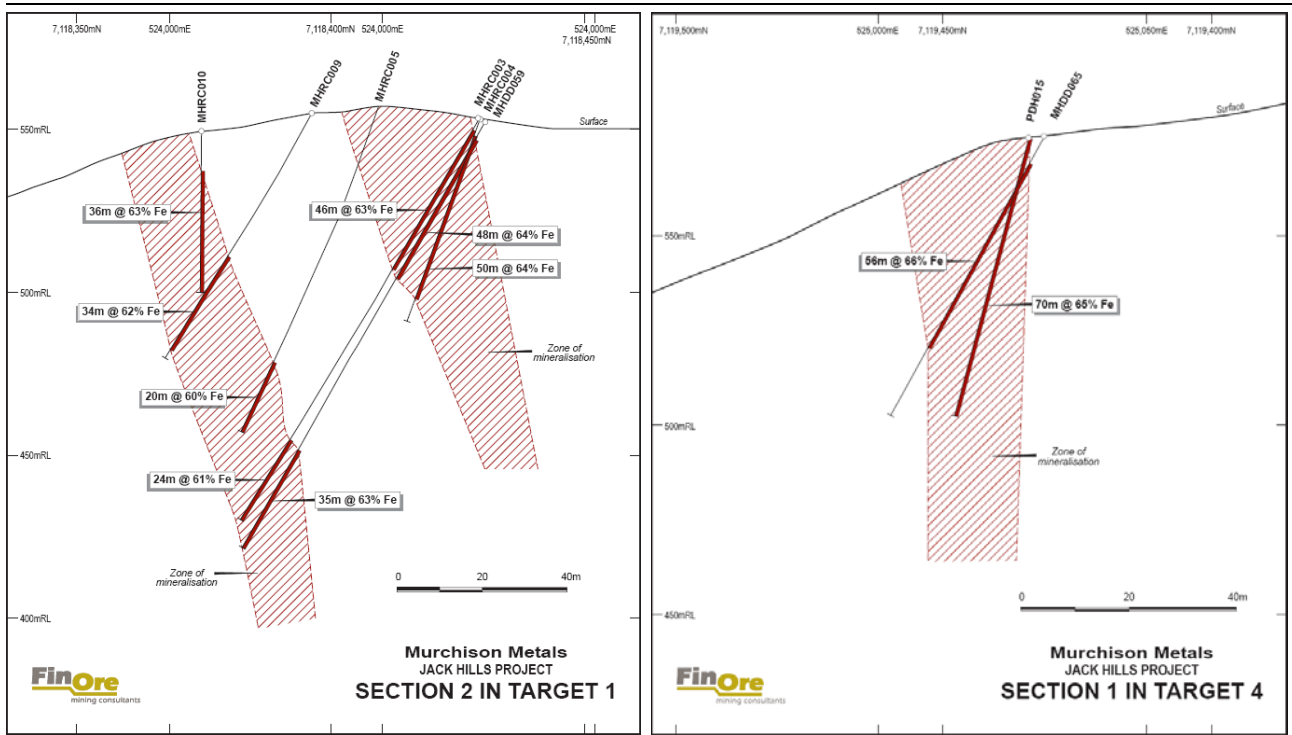 7,118,350mN
524,000mE
7,118,400mN
524,000mE
524,000mE
7,118,450mN
MHRC010
MHRC009
MHRC005
MHRC003
MHRC004
MHDD059
550mRL
Surface
36m @ 63% Fe
46m @ 63% Fe
48m @ 64% Fe
50m @ 64% Fe
500mRL
34m @ 62% Fe
Zone of
mineralisation
20m @ 60% Fe
450mRL
24m @ 61% Fe
35m @ 63% Fe
Zone of
mineralisation
0 20 40m
400mRL
Murchison Metals
JACK HILLS PROJECT
SECTION 2 IN TARGET 1
FinOre
mining consultants
7,119,500mN
525,000mE
7,119,450mN
525,050mE
7,119,400mN
PDH015
MHDD065
Surface
550mRL
56m @ 66% Fe
70m @ 65% Fe
500mRL
Zone of
mineralisation
0 20 40m
450mRL
Murchison Metals
JACK HILLS PROJECT
SECTION 1 IN TARGET 4
FinOre
mining consultants